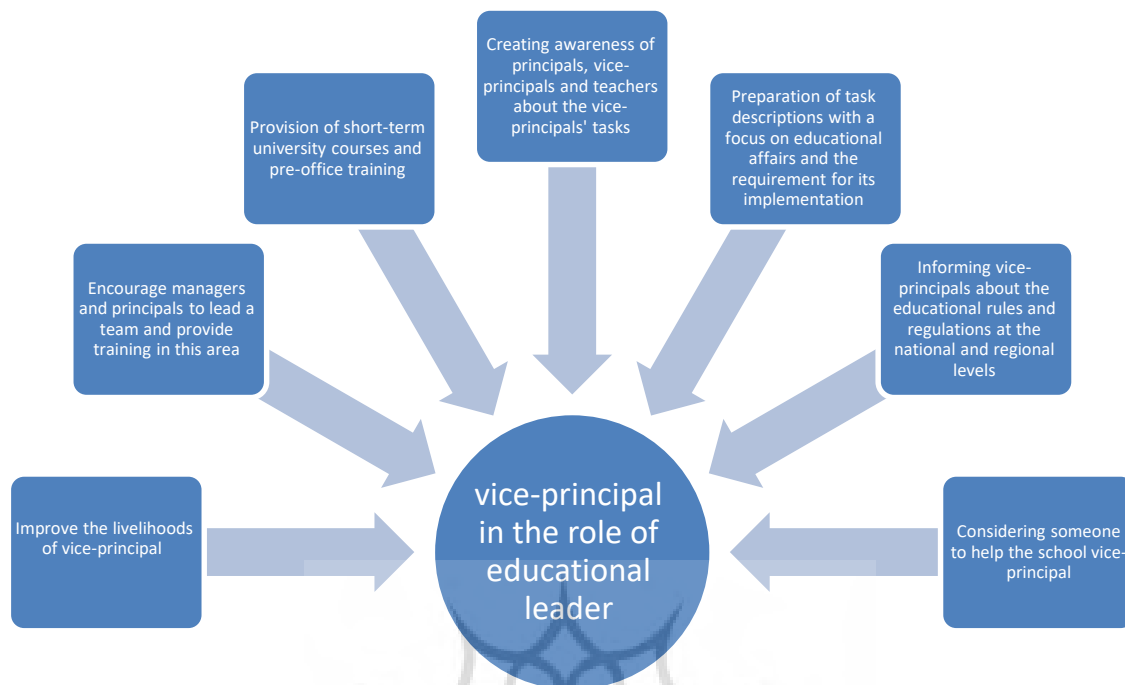 Creating awareness of
principals, vice-
principals and teachers
about the vice-
principals' tasks
Provision of short-term
university courses and
pre-office training
Preparation of task
descriptions with a
focus on educational
affairs and the
requirement for its
implementation
Encourage managers
and principals to lead a
team and provide
training in this area
Informing vice-
principals about the
educational rules and
regulations at the
national and regional
levels
Improve the livelihoods
of vice-principal
vice-principal
in the role of
educational
leader
Considering someone
to help the school vice-
principal